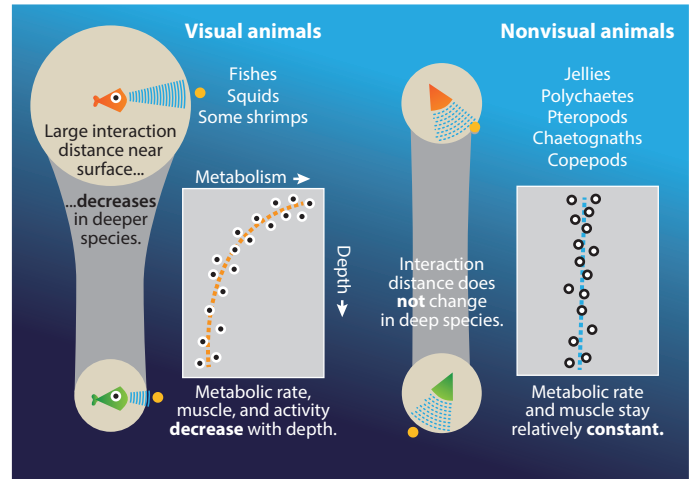 Visual animals
Fishes
Squids
Some shrimps
Large interaction
distance near
surface...
...decreases
in deeper
species.
Metabolism
Depth
Metabolic rate,
muscle, and activity
decrease with depth.
Nonvisual animals
Jellies
Polychaetes
Pteropods
Chaetognaths
Copepods
Interaction
distance does
not change
in deep species.
Metabolic rate
and muscle stay
relatively constant.